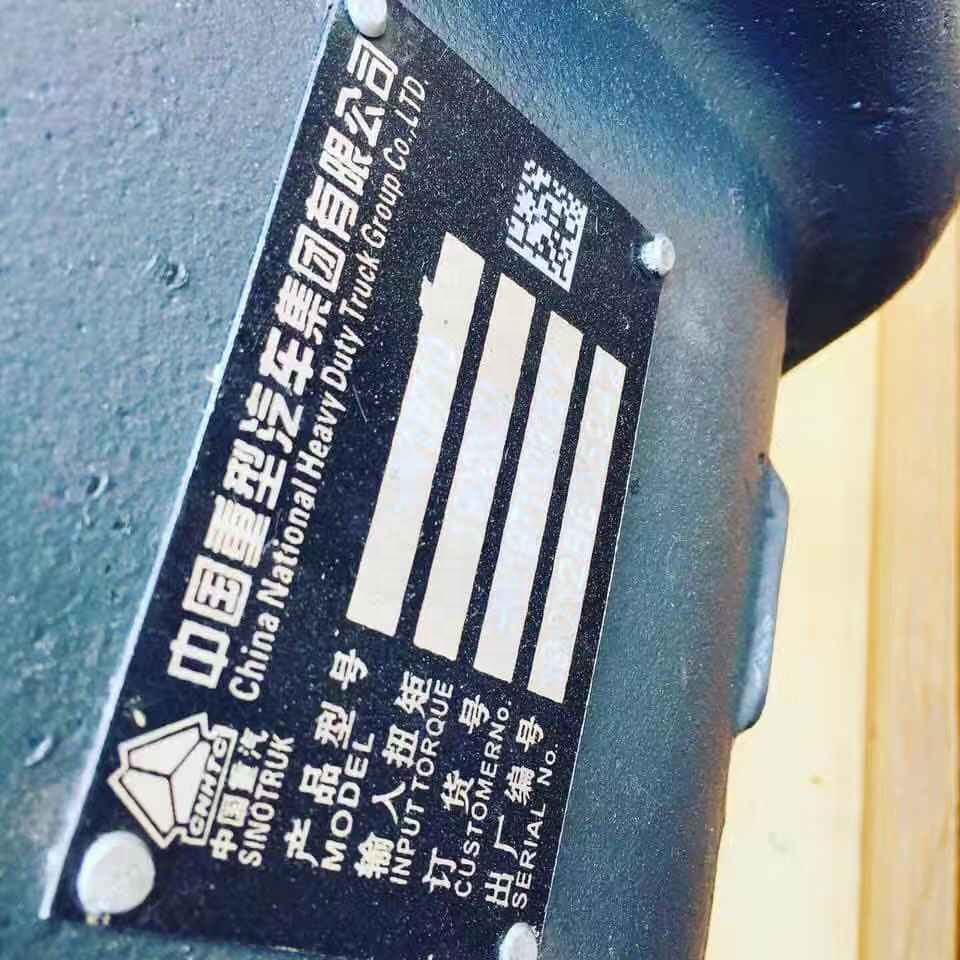 中国重型汽车集团有限公司
China National Heavy Duty Truck Group Co.,LTD.
CNHTC
中国重汽
SINOTRUK
产品型号
MODEL
输入扭矩
INPUT TORQUE
订货号
CUSTOMERNo.
出厂编号
SERIAL No.